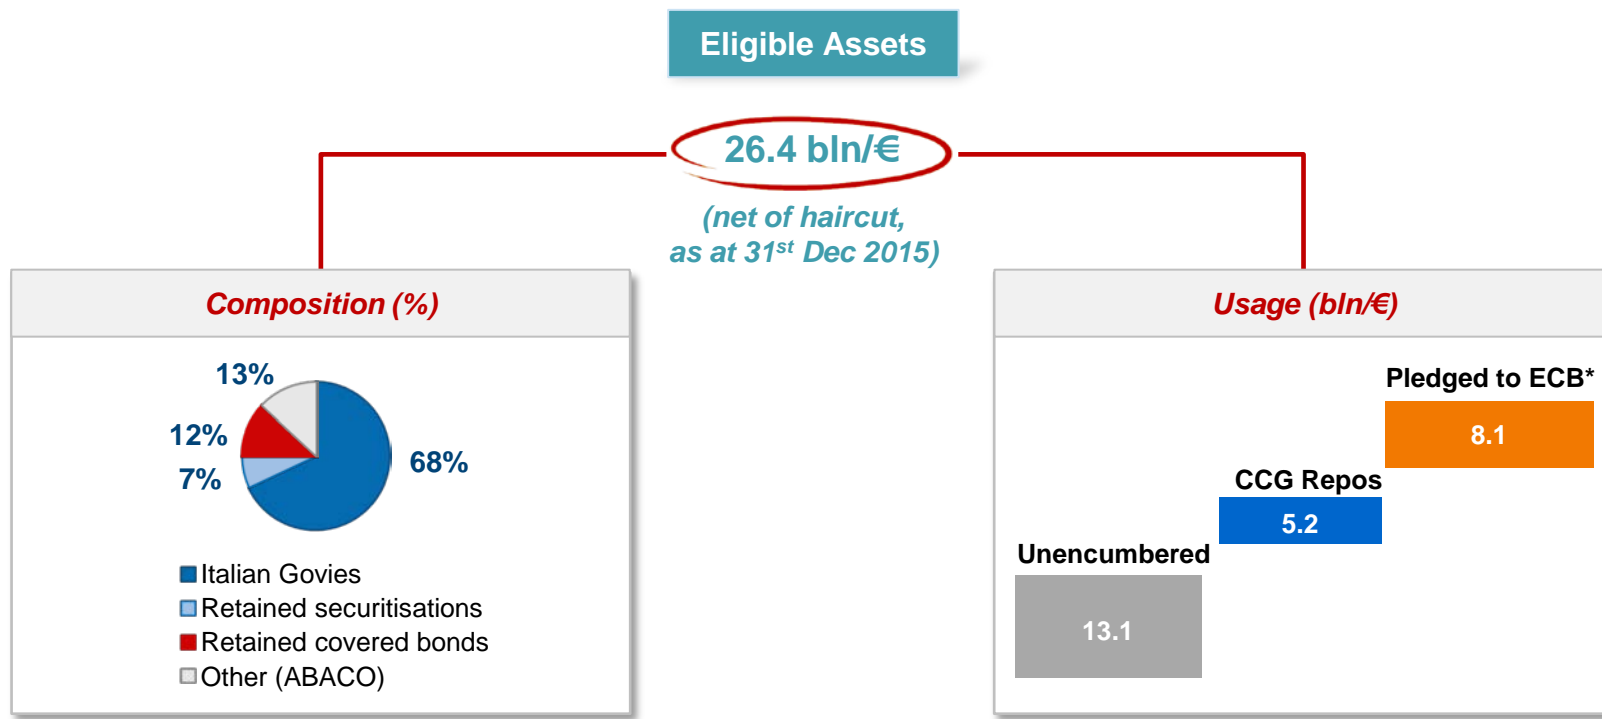 Eligible Assets
26.4 bln/€
(net of haircut,
as at 31st Dec 2015)
Composition (%)
13%
12%
7%
68%
Italian Govies
Retained securitisations
Retained covered bonds
Other (ABACO)
Usage (bln/€)
Pledged to ECB*
8.1
CCG Repos
5.2
Unencumbered
13.1